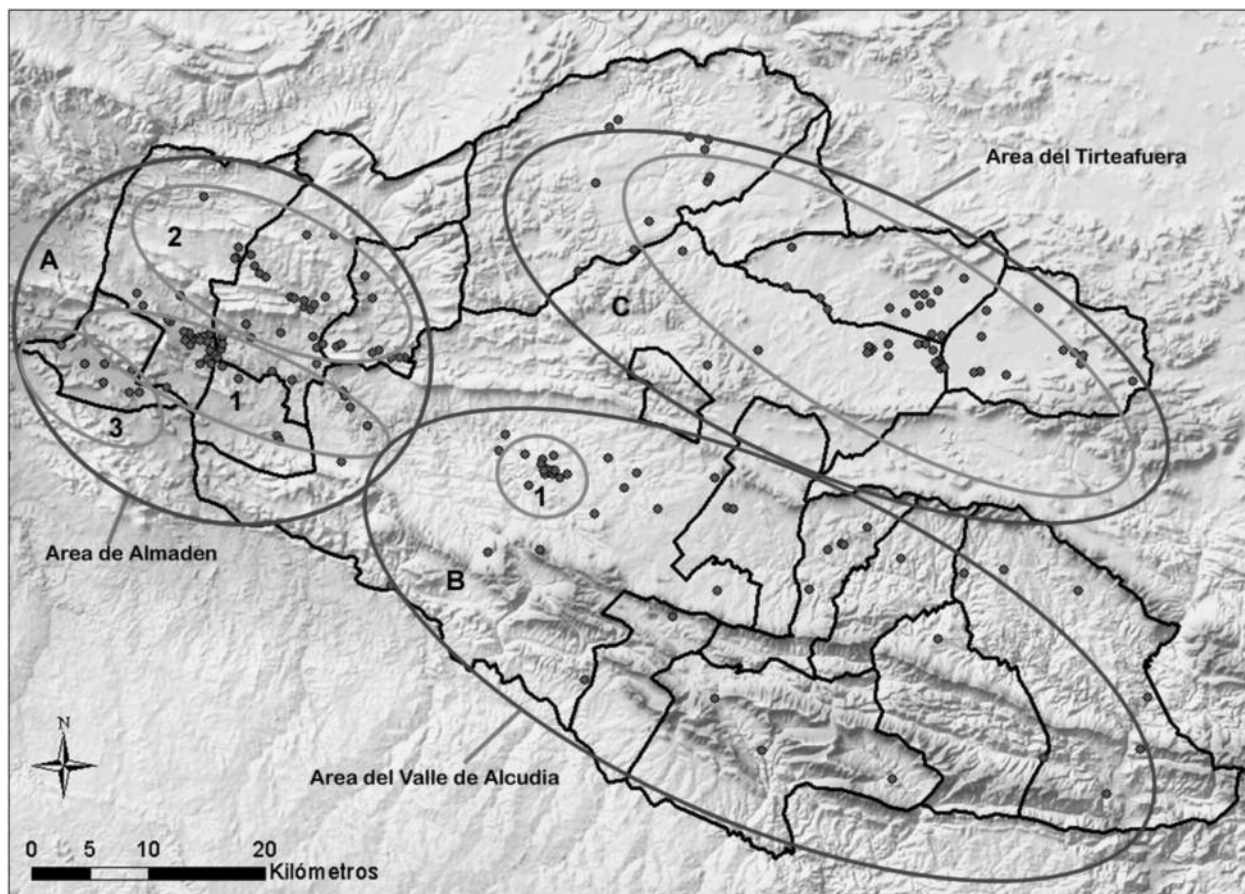 Area del Tirteafuera
2
A
C
1
3
1
Area de Almaden
B
Area del Valle de Alcudia
N
0 5 10 20
Kilómetros